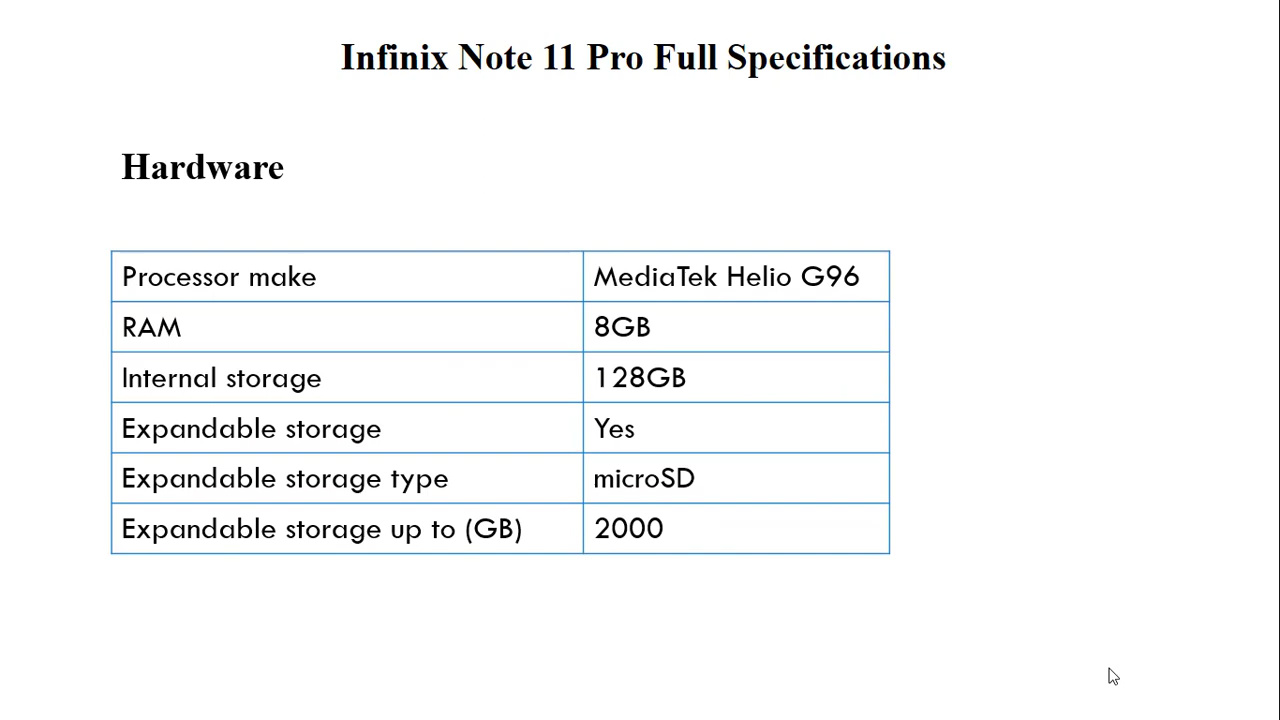 Infinix Note 11 Pro Full Specifications
Hardware
Processor make MediaTek Helio G96
RAM 8GB
Internal storage 128GB
Expandable storage Yes
Expandable storage type microSD
Expandable storage up to (GB) 2000